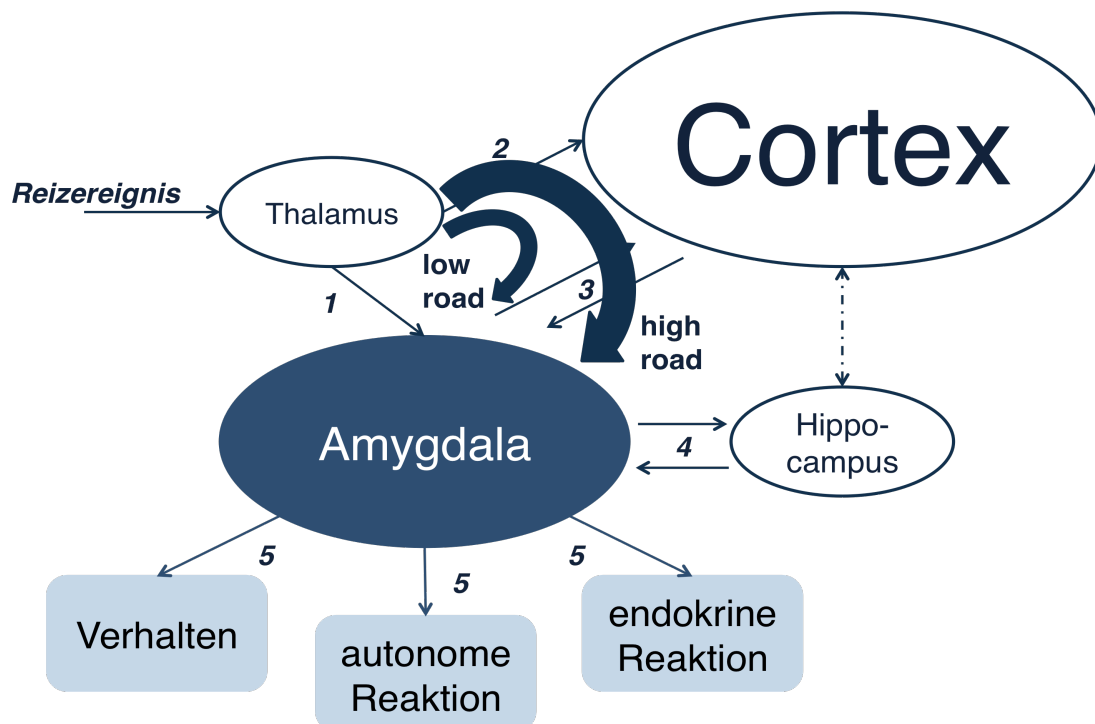 Cortex
2
Reizereignis
Thalamus
low
road
1
3
high
road
Amygdala
4
Hippo-
campus
5
5
5
Verhalten
autonome
Reaktion
endokrine
Reaktion